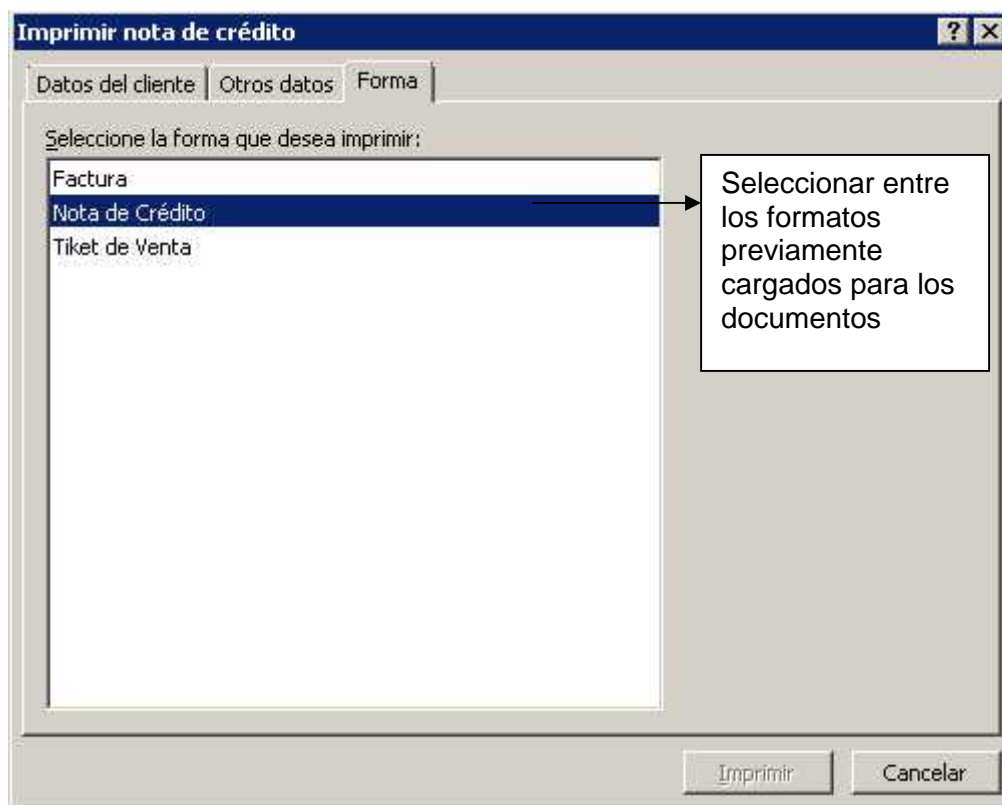 Imprimir nota de crédito
Datos del cliente Otros datos Forma
Seleccione la forma que desea imprimir:
Factura
Nota de Crédito
Tiket de Venta
Seleccionar entre
los formatos
previamente
cargados para los
documentos
Imprimir Cancelar